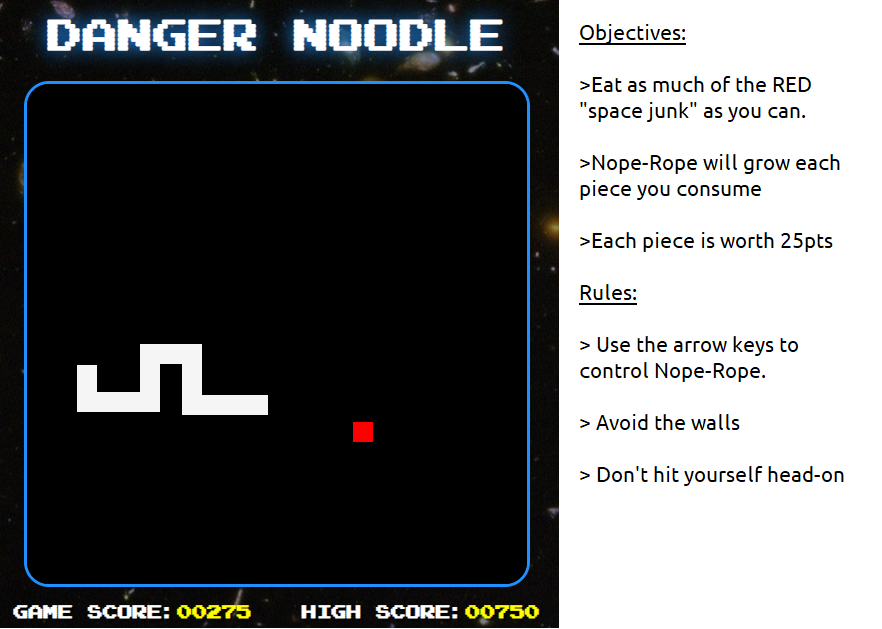 DANGER NOODLE
Objectives:
>Eat as much of the RED
"space junk" as you can.
>Nope-Rope will grow each
piece you consume
>Each piece is worth 25pts
Rules:
> Use the arrow keys to
control Nope-Rope.
> Avoid the walls
> Don't hit yourself head-on
GAME SCORE: 00275 HIGH SCORE: 00750